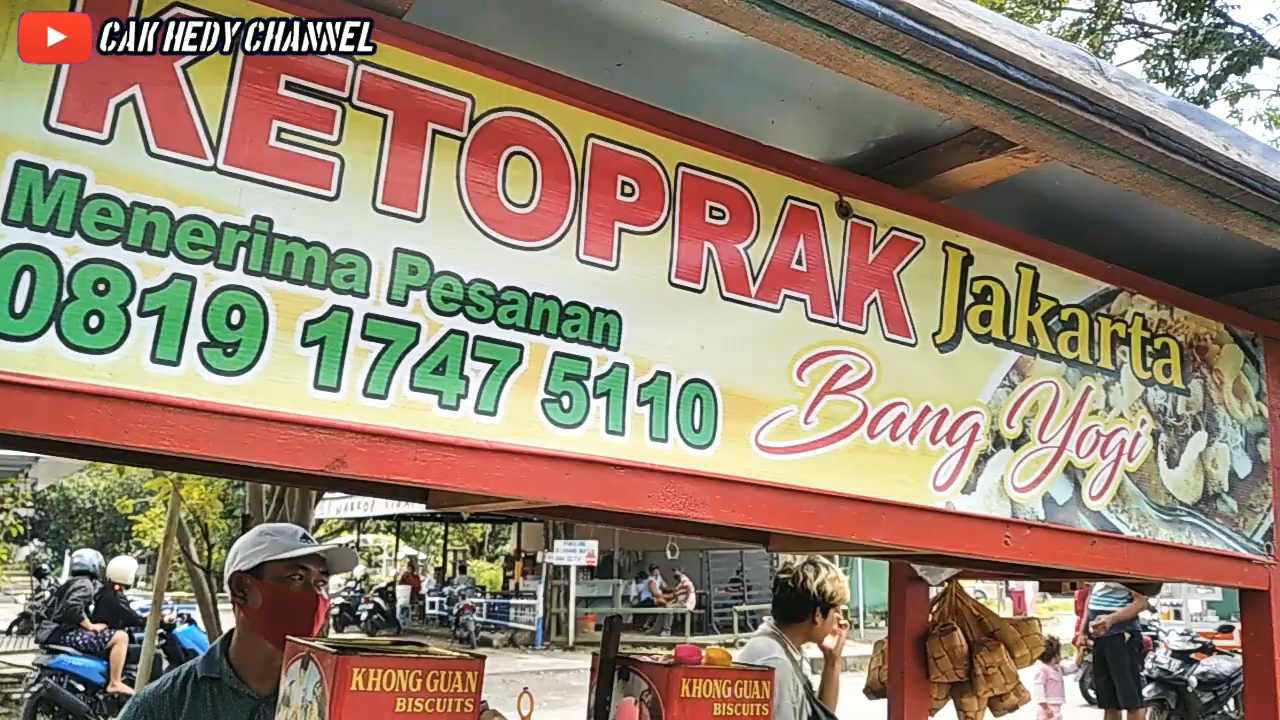 CAK HEDY CHANNEL
KETOPRAK Jakarta
Menerima Pesanan
0819 1747 5110
Bang Yogi
KHONG GUAN
BISCUITS
KHONG GUAN
BISCUITS